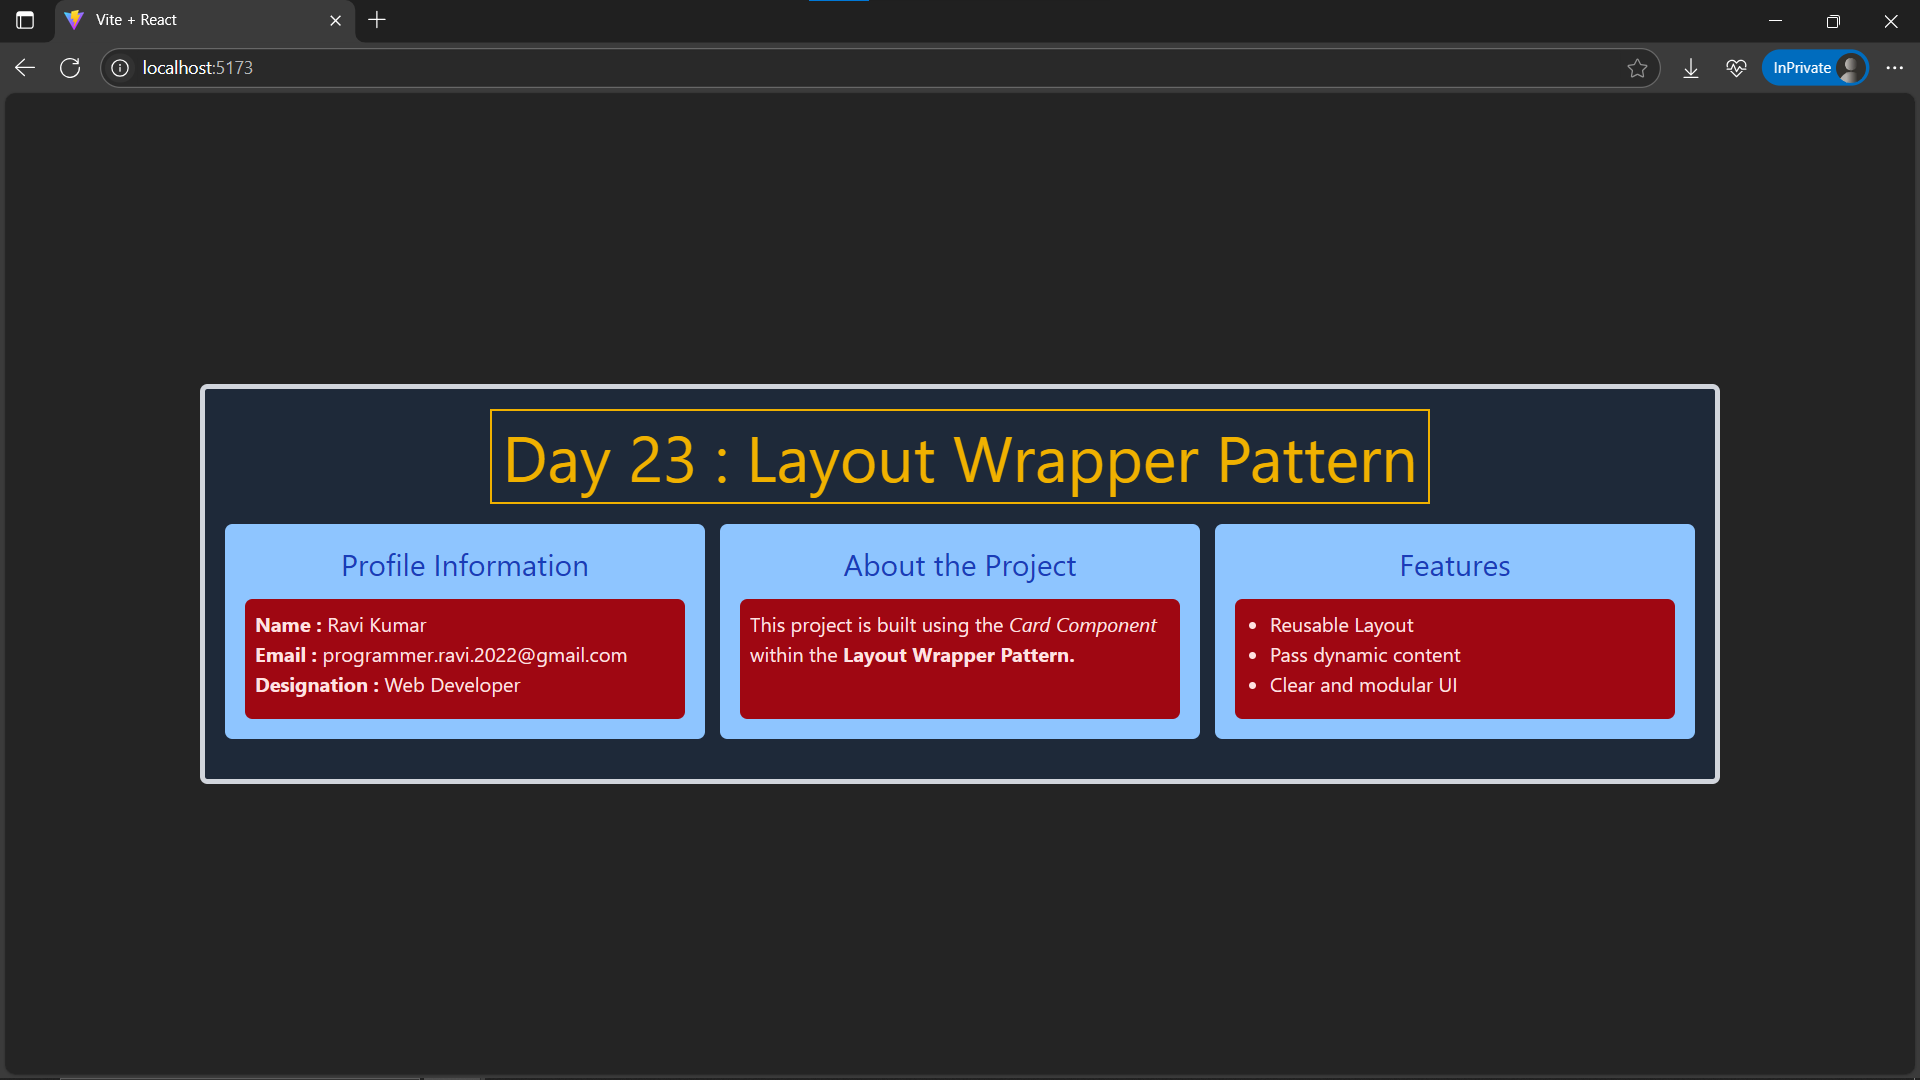 Vite + React
localhost:5173
InPrivate
Day 23 : Layout Wrapper Pattern
Profile Information
Name : Ravi Kumar
Email : programmer.ravi.2022@gmail.com
Designation : Web Developer
About the Project
This project is built using the Card Component
within the Layout Wrapper Pattern.
Features
• Reusable Layout
• Pass dynamic content
• Clear and modular UI